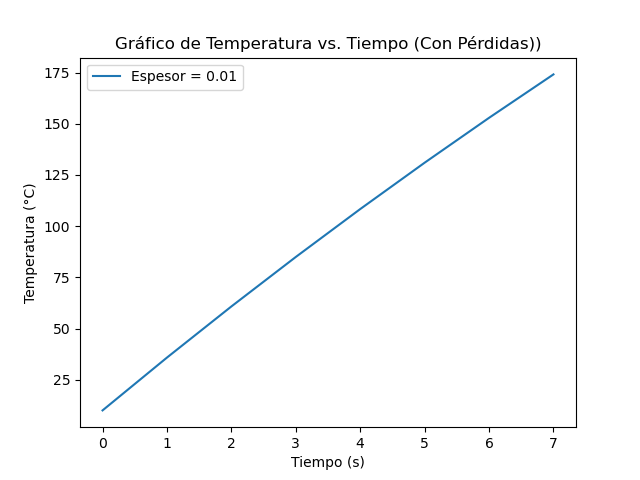 Gráfico de Temperatura vs. Tiempo (Con Pérdidas))
Espesor = 0.01
Temperatura (°C)
175
150
125
100
75
50
25
0 1 2 3 4 5 6 7
Tiempo (s)